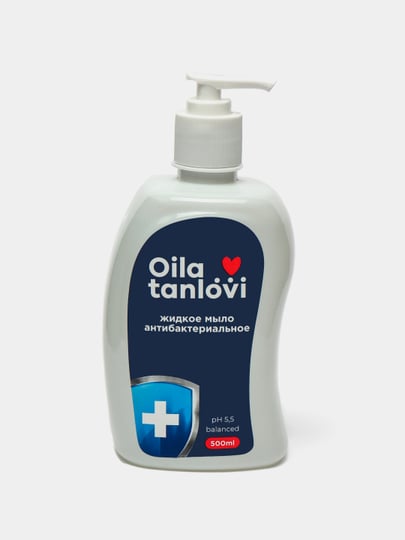 Oila
tanlovi
жидкое мыло
антибактериальное
pH 5,5
balanced
500ml